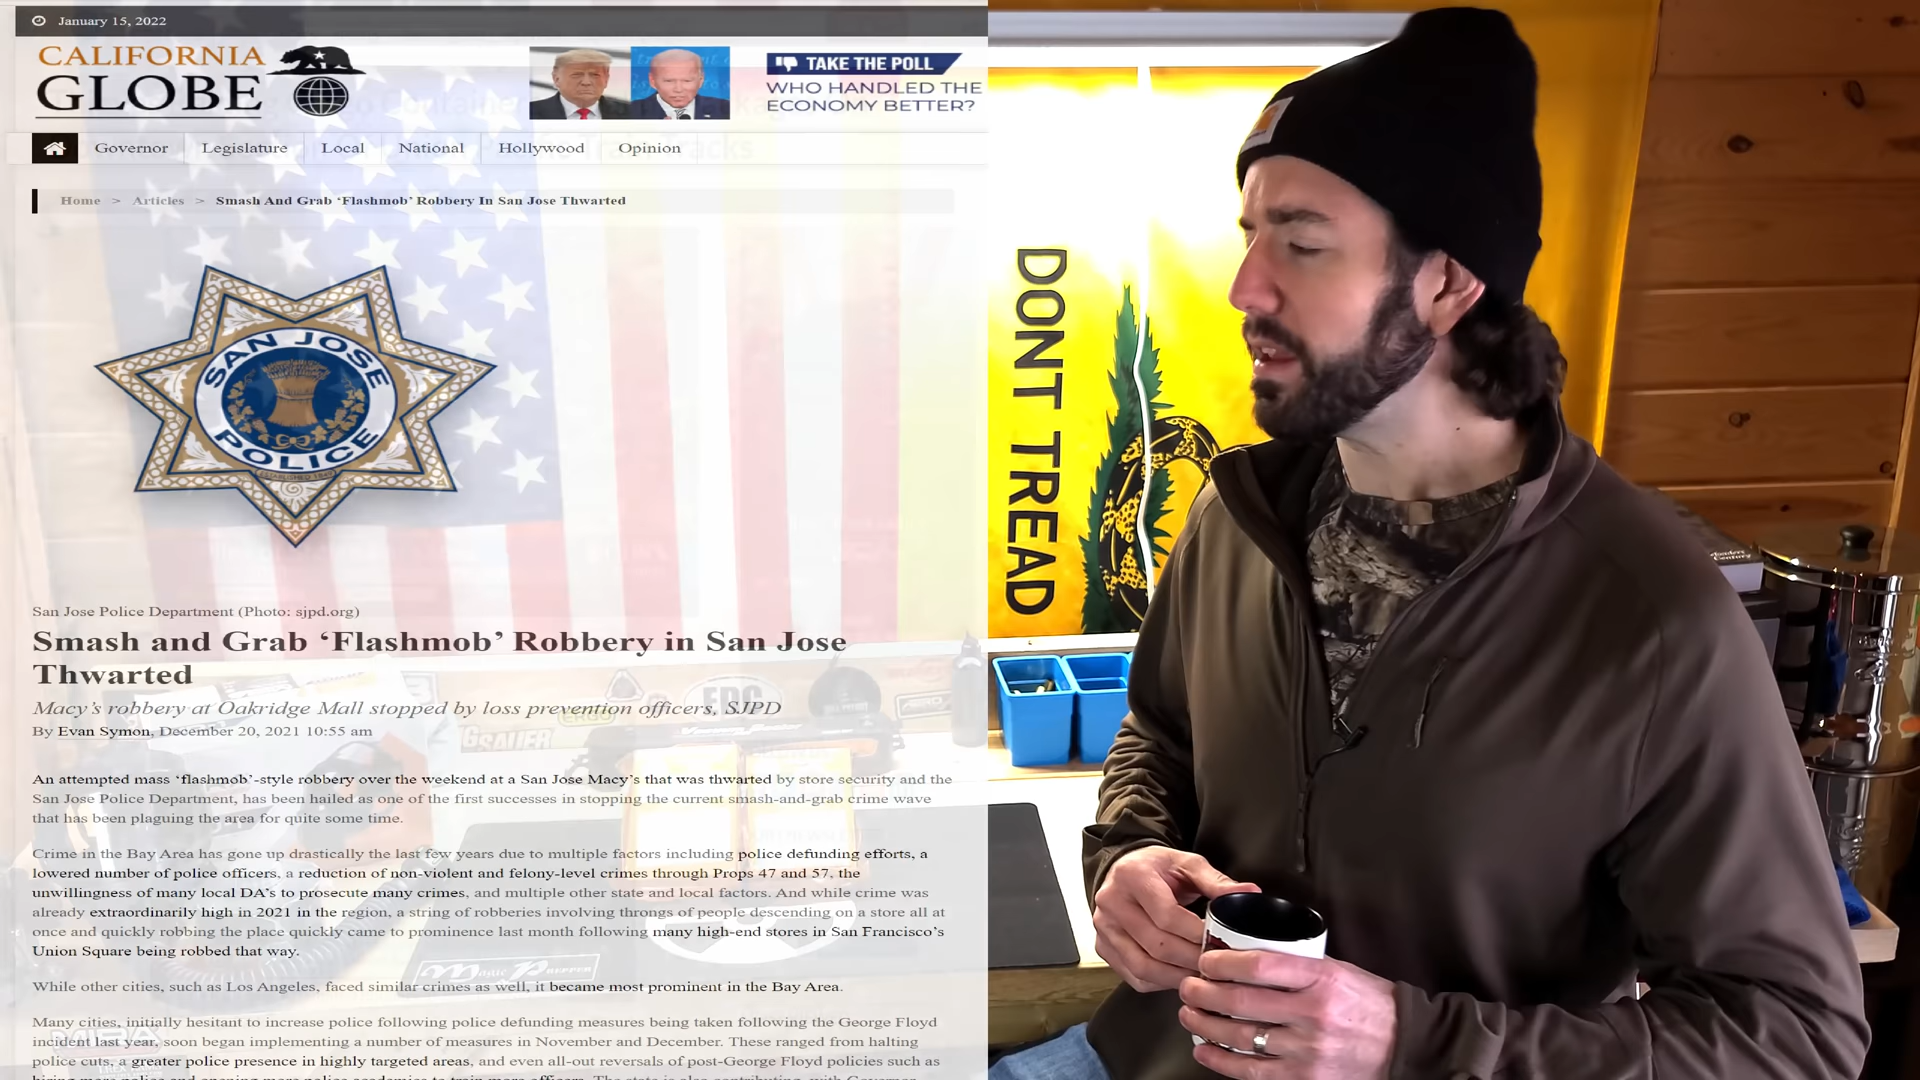 January 15, 2022
CALIFORNIA
GLOBE
TAKE THE POLL
WHO HANDLED THE
ECONOMY BETTER?
Governor
Legislature
Local
National
Hollywood
Opinion
Home > Articles > Smash And Grab ‘Flashmob’ Robbery In San Jose Thwarted
SAN JOSE
POLICE
San Jose Police Department (Photo: sjpd.org)
Smash and Grab ‘Flashmob’ Robbery in San Jose
Thwarted
Macy’s robbery at Oakridge Mall stopped by loss prevention officers, SJPD
By Evan Symon, December 20, 2021 10:55 am
An attempted mass ‘flashmob’-style robbery over the weekend at a San Jose Macy’s that was thwarted by store security and the
San Jose Police Department, has been hailed as one of the first successes in stopping the current smash-and-grab crime wave
that has been plaguing the area for quite some time.
Crime in the Bay Area has gone up drastically the last few years due to multiple factors including police defunding efforts, a
lowered number of police officers, a reduction of non-violent and felony-level crimes through Props 47 and 57, the
unwillingness of many local DA’s to prosecute many crimes, and multiple other state and local factors. And while crime was
already extraordinarily high in 2021 in the region, a string of robberies involving throngs of people descending on a store all at
once and quickly robbing the place quickly came to prominence last month following many high-end stores in San Francisco’s
Union Square being robbed that way.
While other cities, such as Los Angeles, faced similar crimes as well, it became most prominent in the Bay Area.
Many cities, initially hesitant to increase police following police defunding measures being taken following the George Floyd
incident last year, soon began implementing a number of measures in November and December. These ranged from halting
police cuts, a greater police presence in highly targeted areas, and even all-out reversals of post-George Floyd policies such as
DONT TREAD
EDC
SIG SAUER
Magic Prepper
Century